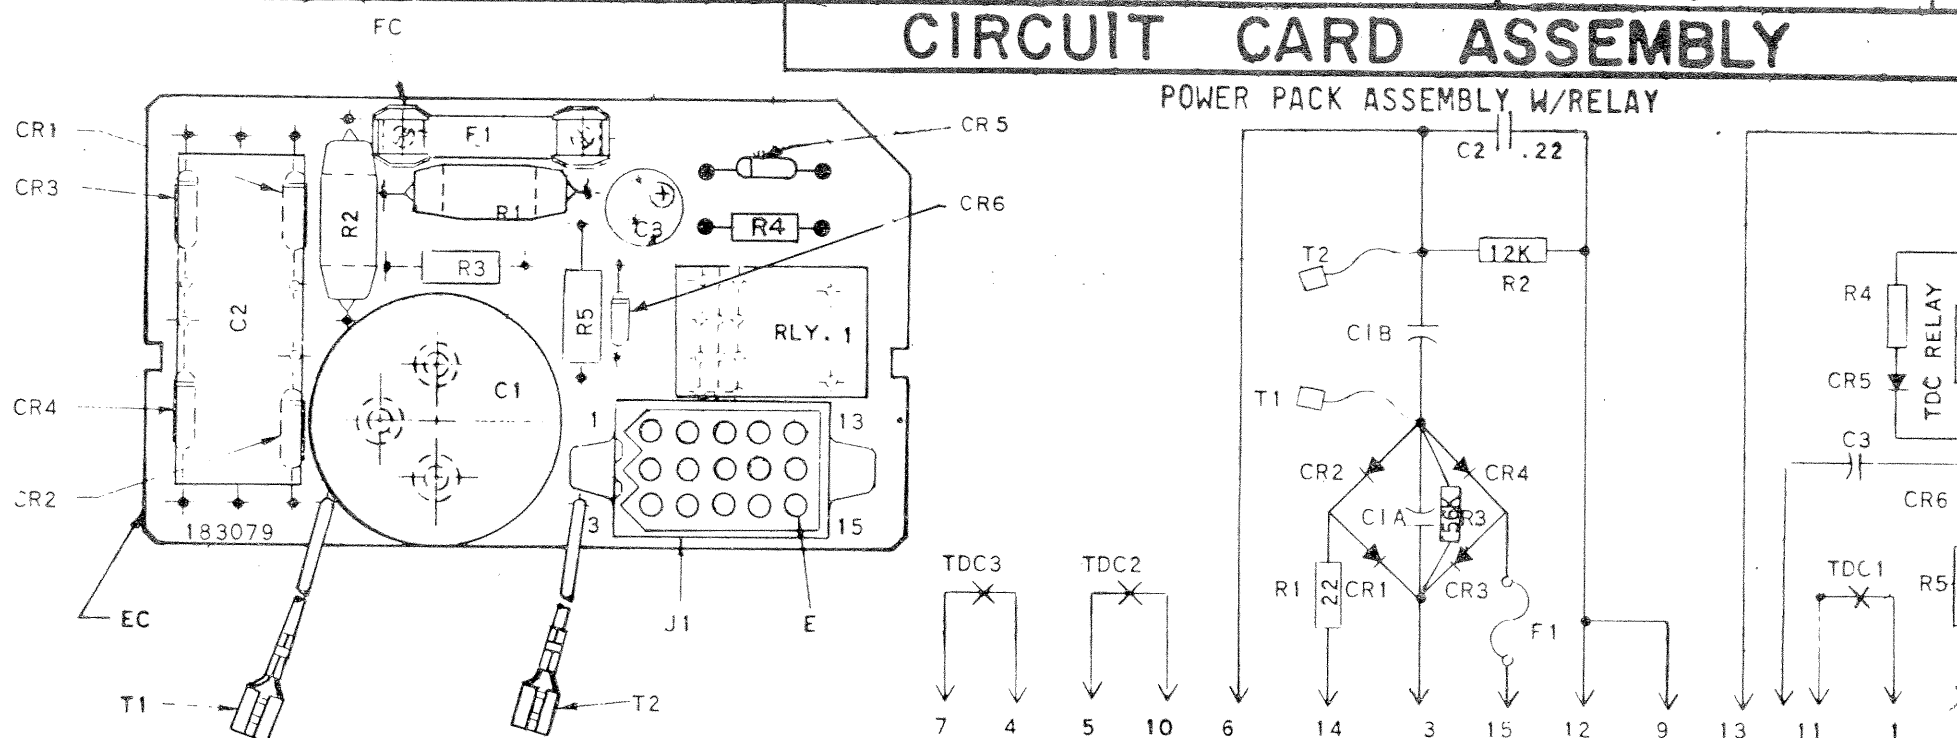 CIRCUIT CARD ASSEMBLY
POWER PACK ASSEMBLY W/RELAY
FC
CR1
CR3
CR4
CR2
EC
T1
T2
J1
E
CR5
CR6
F1
R2
R1
C3
R4
R3
C2
R5
RLY. 1
C1
1
13
3
15
183079
C2 .22
T2
12K
R2
C1B
T1
CR2
CR4
C1A
56K
R3
R1
22
CR1
CR3
F1
TDC3
TDC2
R4
TDC RELAY
CR5
C3
CR6
TDC1
R5
7 4 5 10 6 14 3 15 12 9 13 11 1